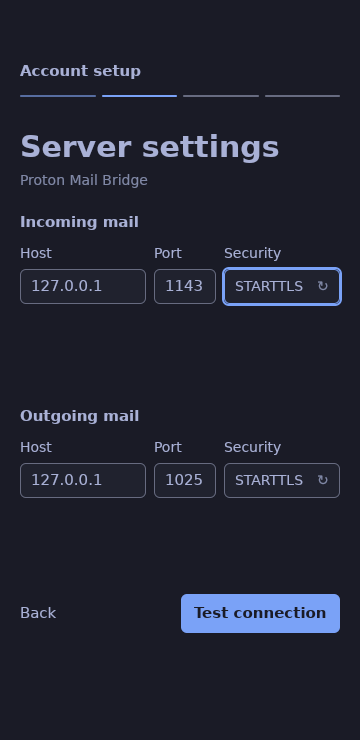 Account setup
Server settings
Proton Mail Bridge
Incoming mail
Host Port Security
127.0.0.1 1143 STARTTLS ↻
Outgoing mail
Host Port Security
127.0.0.1 1025 STARTTLS ↻
Back Test connection